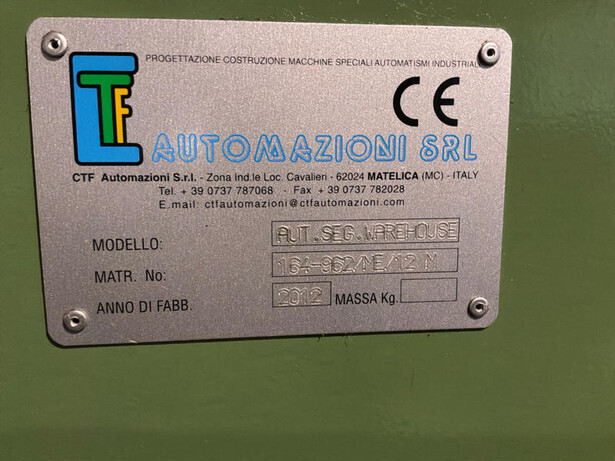 PROGETTAZIONE COSTRUZIONE MACCHINE SPECIALI AUTOMATISMI INDUSTRIALI
CTF
CE
AUTOMAZIONI SRL
CTF Automazioni S.r.l. - Zona Ind.le Loc. Cavalieri - 62024 MATELICA (MC) - ITALY
Tel. + 39 0737 787068 - Fax + 39 0737 782028
E.mail: ctfautomazioni@ctfautomazioni.com
MODELLO: AUT.SEG.WAREHOUSE
MATR. No: 164-962/ME/12 M
ANNO DI FABB. 2012 MASSA Kg.